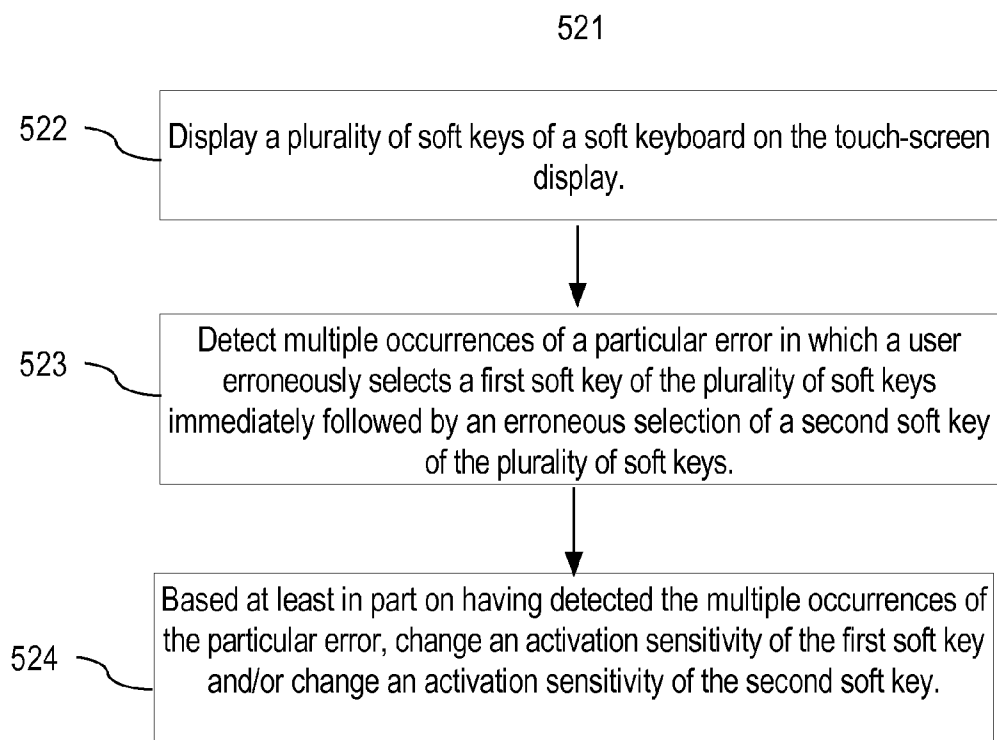 521
522
Display a plurality of soft keys of a soft keyboard on the touch-screen
display.
523
Detect multiple occurrences of a particular error in which a user
erroneously selects a first soft key of the plurality of soft keys
immediately followed by an erroneous selection of a second soft key
of the plurality of soft keys.
524
Based at least in part on having detected the multiple occurrences of
the particular error, change an activation sensitivity of the first soft key
and/or change an activation sensitivity of the second soft key.